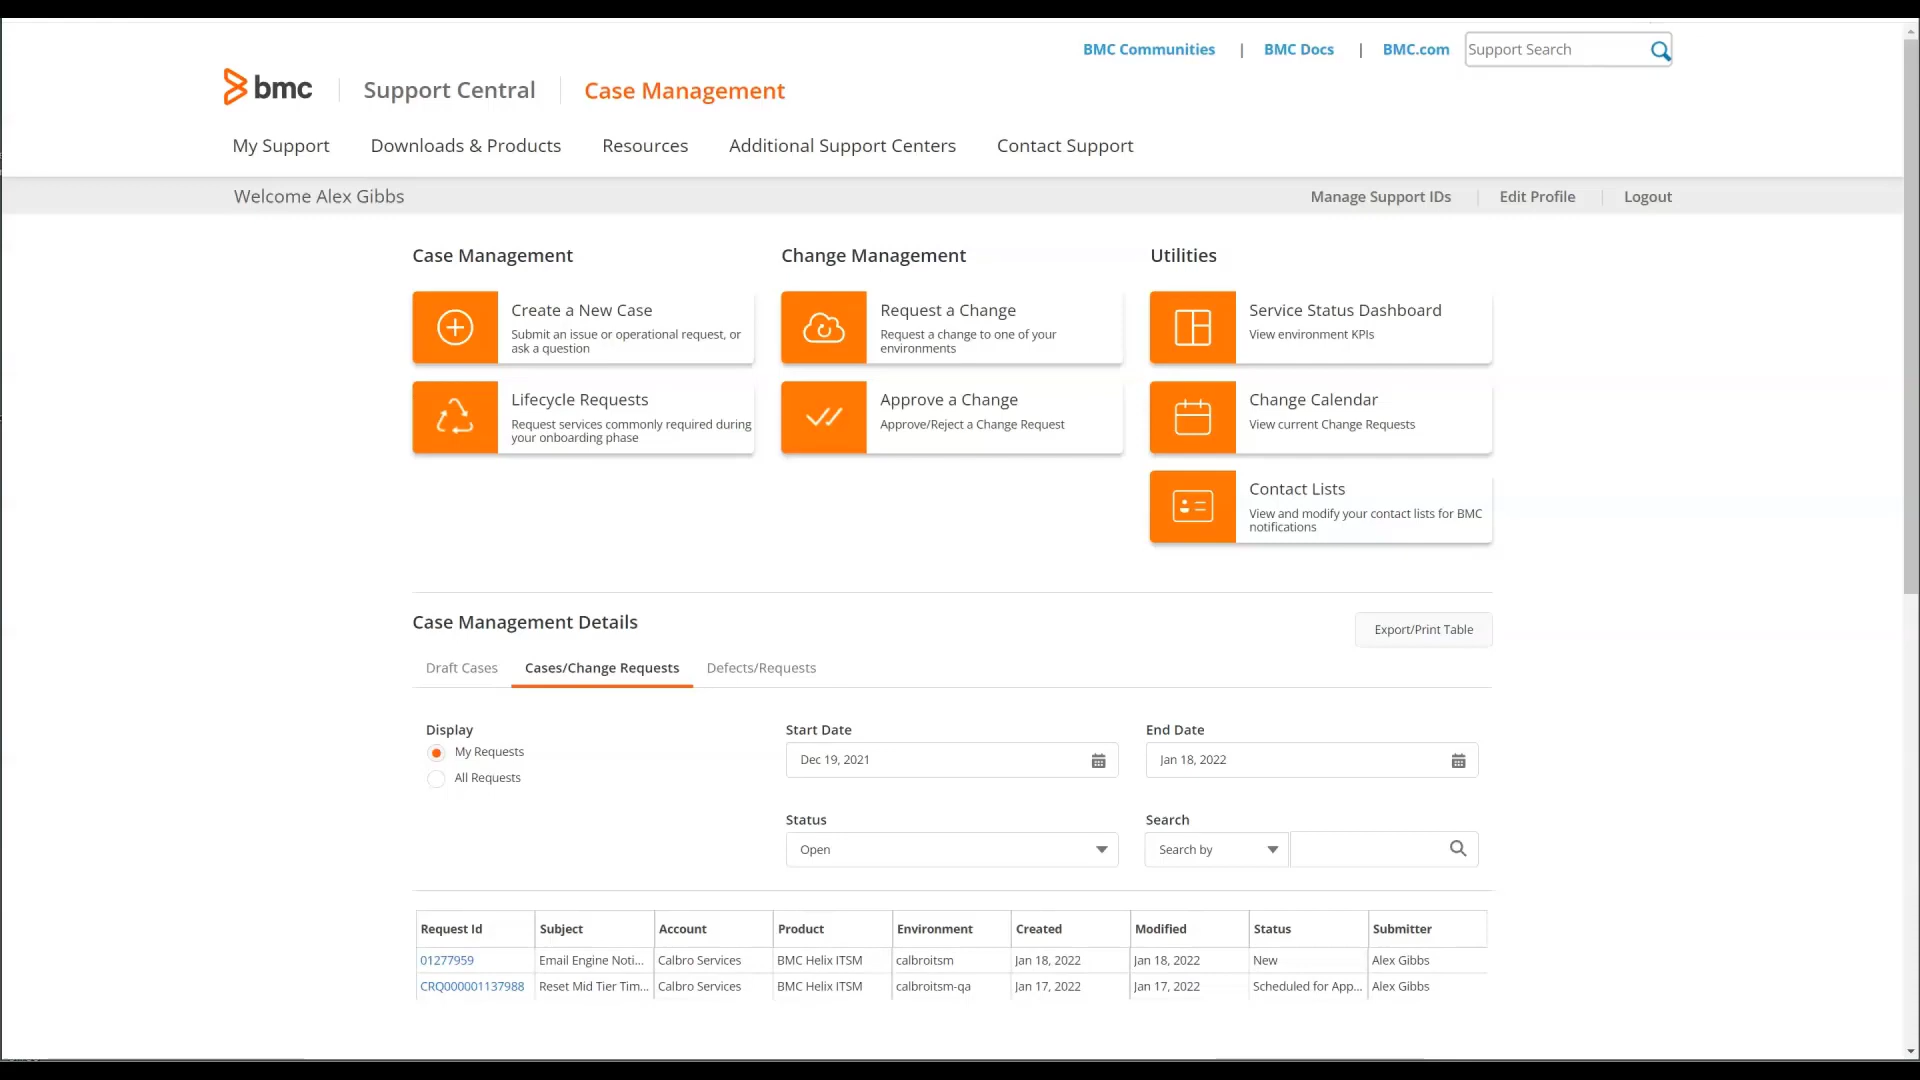 BMC Communities | BMC Docs | BMC.com Support Search
bmc Support Central Case Management
My Support Downloads & Products Resources Additional Support Centers Contact Support
Welcome Alex Gibbs Manage Support IDs Edit Profile Logout
Case Management
Create a New Case
Submit an issue or operational request, or
ask a question
Lifecycle Requests
Request services commonly required during
your onboarding phase
Change Management
Request a Change
Request a change to one of your
environments
Approve a Change
Approve/Reject a Change Request
Utilities
Service Status Dashboard
View environment KPIs
Change Calendar
View current Change Requests
Contact Lists
View and modify your contact lists for BMC
notifications
Case Management Details
Export/Print Table
Draft Cases Cases/Change Requests Defects/Requests
Display
My Requests
All Requests
Start Date
Dec 19, 2021
End Date
Jan 18, 2022
Status
Open
Search
Search by
Request Id Subject Account Product Environment Created Modified Status Submitter
01277959 Email Engine Noti... Calbro Services BMC Helix ITSM calbroitsm Jan 18, 2022 Jan 18, 2022 New Alex Gibbs
CRQ000001137988 Reset Mid Tier Tim... Calbro Services BMC Helix ITSM calbroitsm-qa Jan 17, 2022 Jan 17, 2022 Scheduled for App... Alex Gibbs